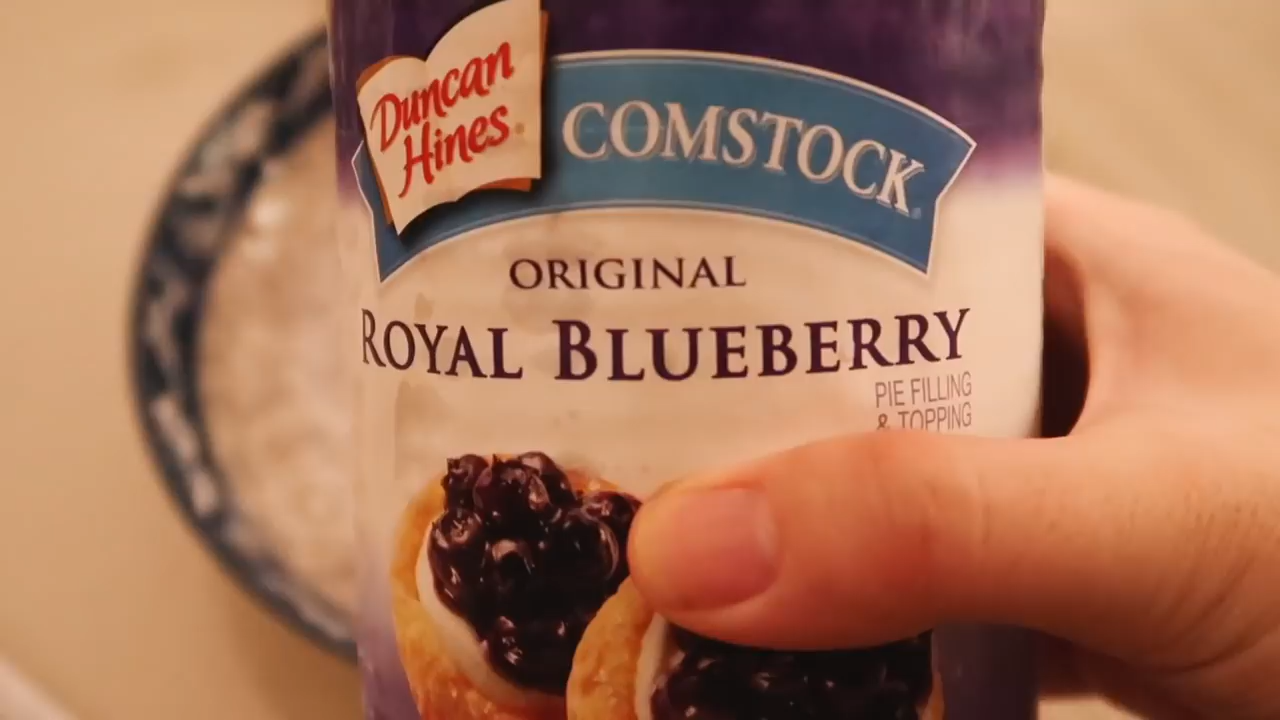 Duncan
Hines
COMSTOCK
ORIGINAL
ROYAL BLUEBERRY
PIE FILLING
& TOPPING